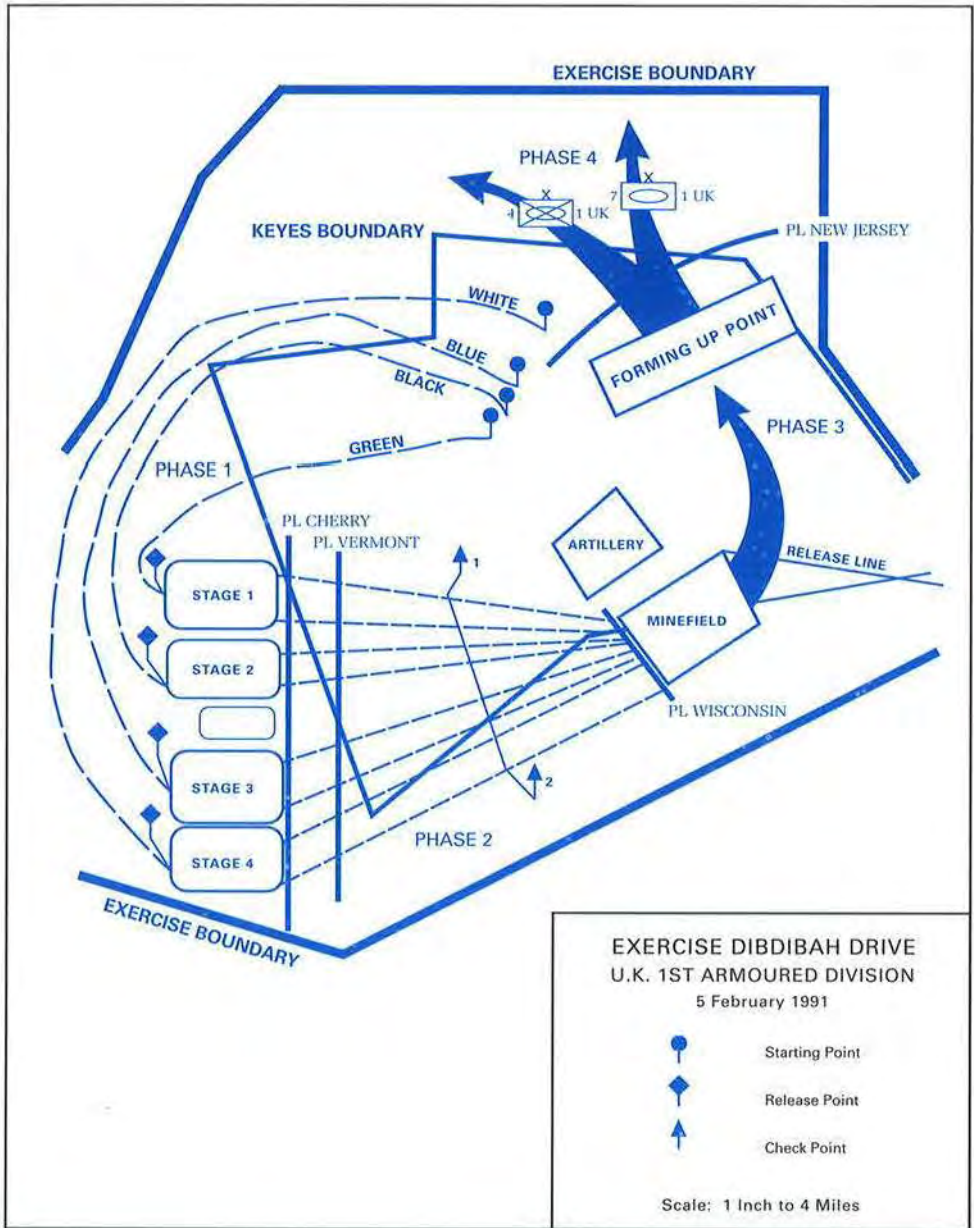 EXERCISE BOUNDARY
PHASE 4
X
4
1 UK
X
7
1 UK
KEYES BOUNDARY
PL NEW JERSEY
WHITE
FORMING UP POINT
BLUE
BLACK
PHASE 3
GREEN
PHASE 1
PL CHERRY
PL VERMONT
ARTILLERY
1
RELEASE LINE
STAGE 1
MINEFIELD
STAGE 2
PL WISCONSIN
STAGE 3
2
PHASE 2
STAGE 4
EXERCISE BOUNDARY
EXERCISE DIBDIBAH DRIVE
U.K. 1ST ARMOURED DIVISION
5 February 1991
Starting Point
Release Point
Check Point
Scale: 1 Inch to 4 Miles